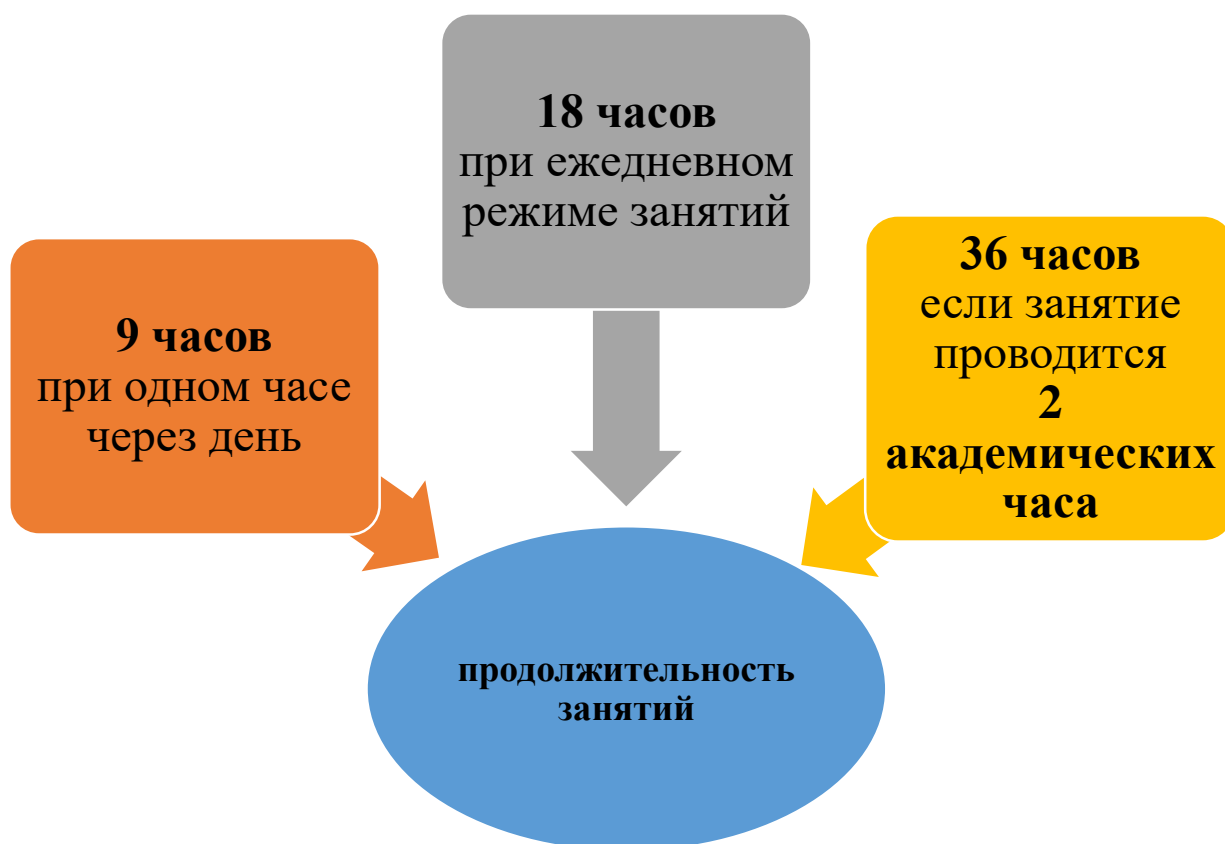 9 часов
при одном часе
через день
18 часов
при ежедневном
режиме занятий
36 часов
если занятие
проводится
2
академических
часа
продолжительность
занятий